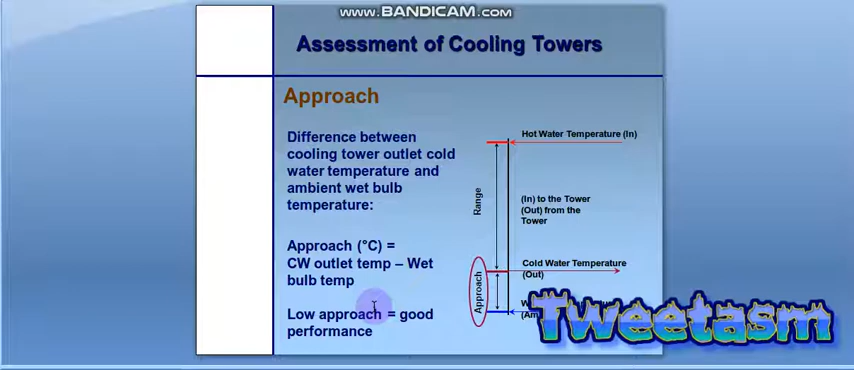 www.BANDICAM.com
Assessment of Cooling Towers
Approach
Difference between
cooling tower outlet cold
water temperature and
ambient wet bulb
temperature:
Approach (°C) =
CW outlet temp – Wet
bulb temp
Low approach = good
performance
Hot Water Temperature (In)
Range
(In) to the Tower
(Out) from the
Tower
Cold Water Temperature
(Out)
Approach
Tweetasm